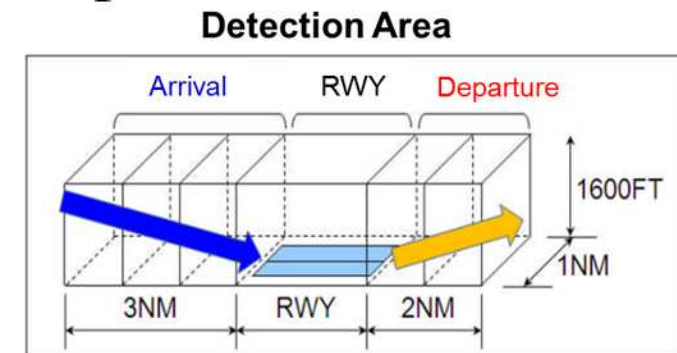 Detection Area
Arrival RWY Departure
1600FT
1NM
3NM RWY 2NM